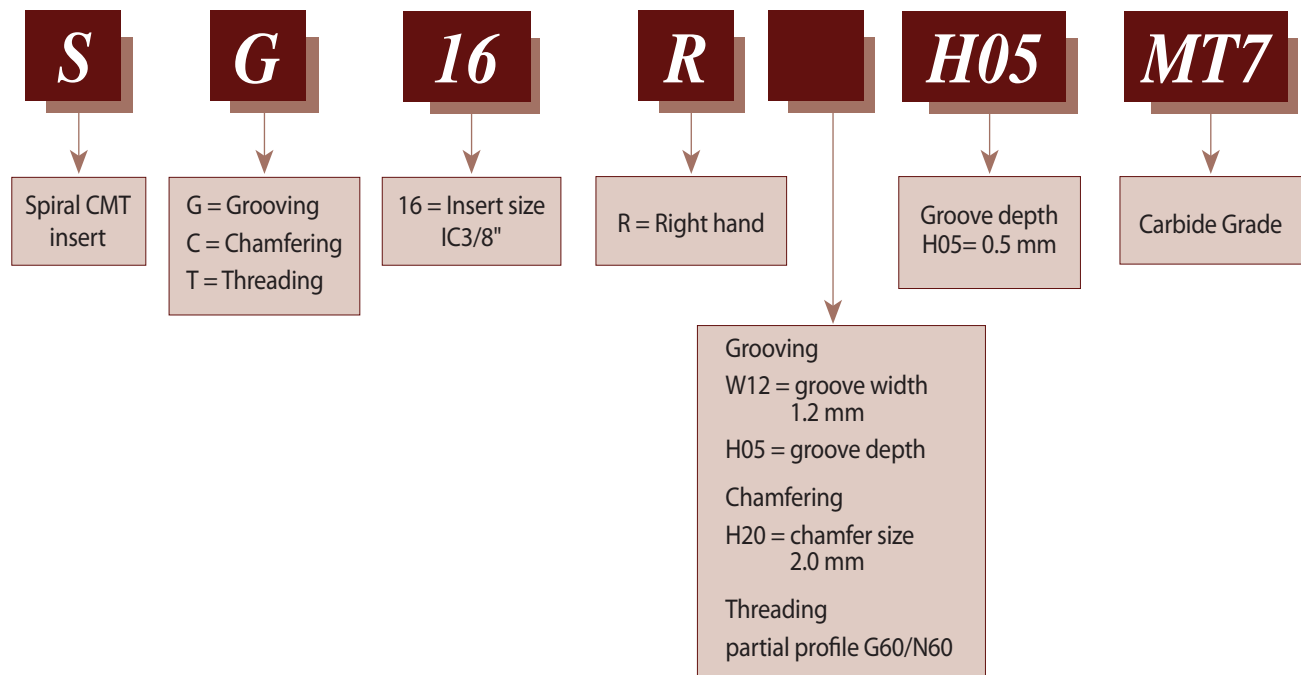 S G 16 R H05 MT7
Spiral CMT
insert
G = Grooving
C = Chamfering
T = Threading
16 = Insert size
IC3/8"
R = Right hand
Groove depth
H05= 0.5 mm
Carbide Grade
Grooving
W12 = groove width
1.2 mm
H05 = groove depth
Chamfering
H20 = chamfer size
2.0 mm
Threading
partial profile G60/N60